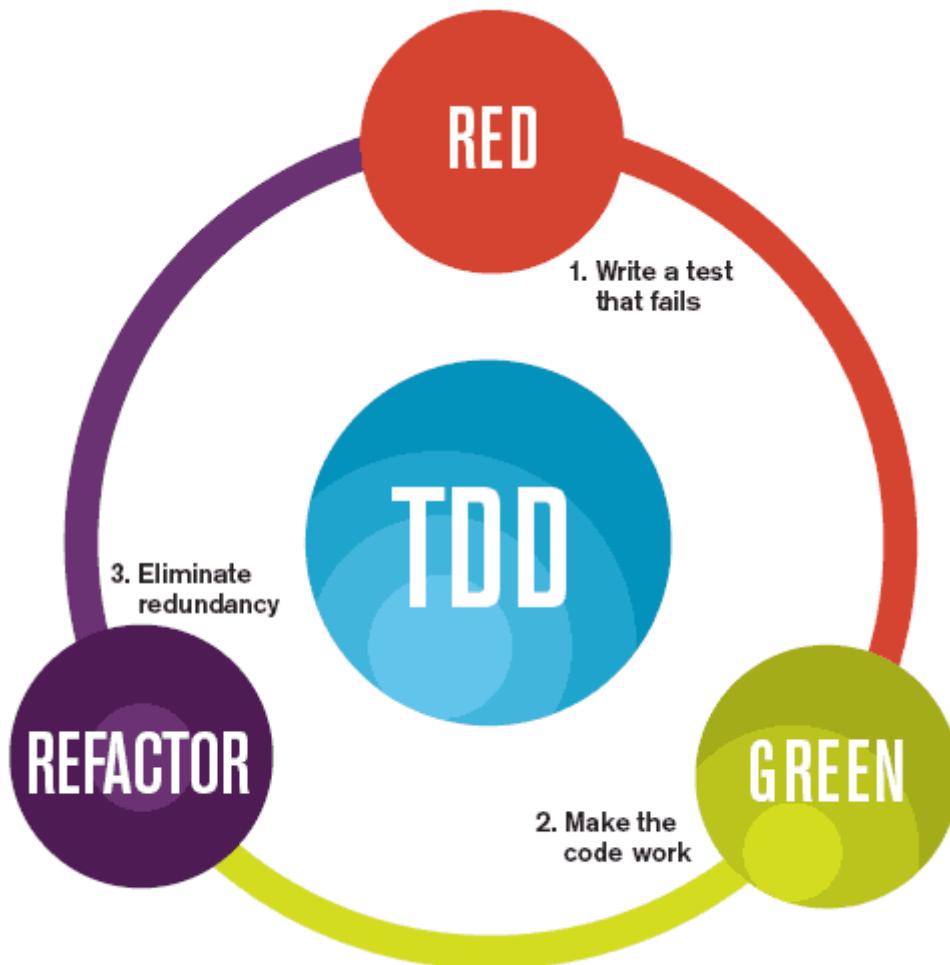 RED
1. Write a test
that fails
TDD
3. Eliminate
redundancy
REFACTOR
GREEN
2. Make the
code work